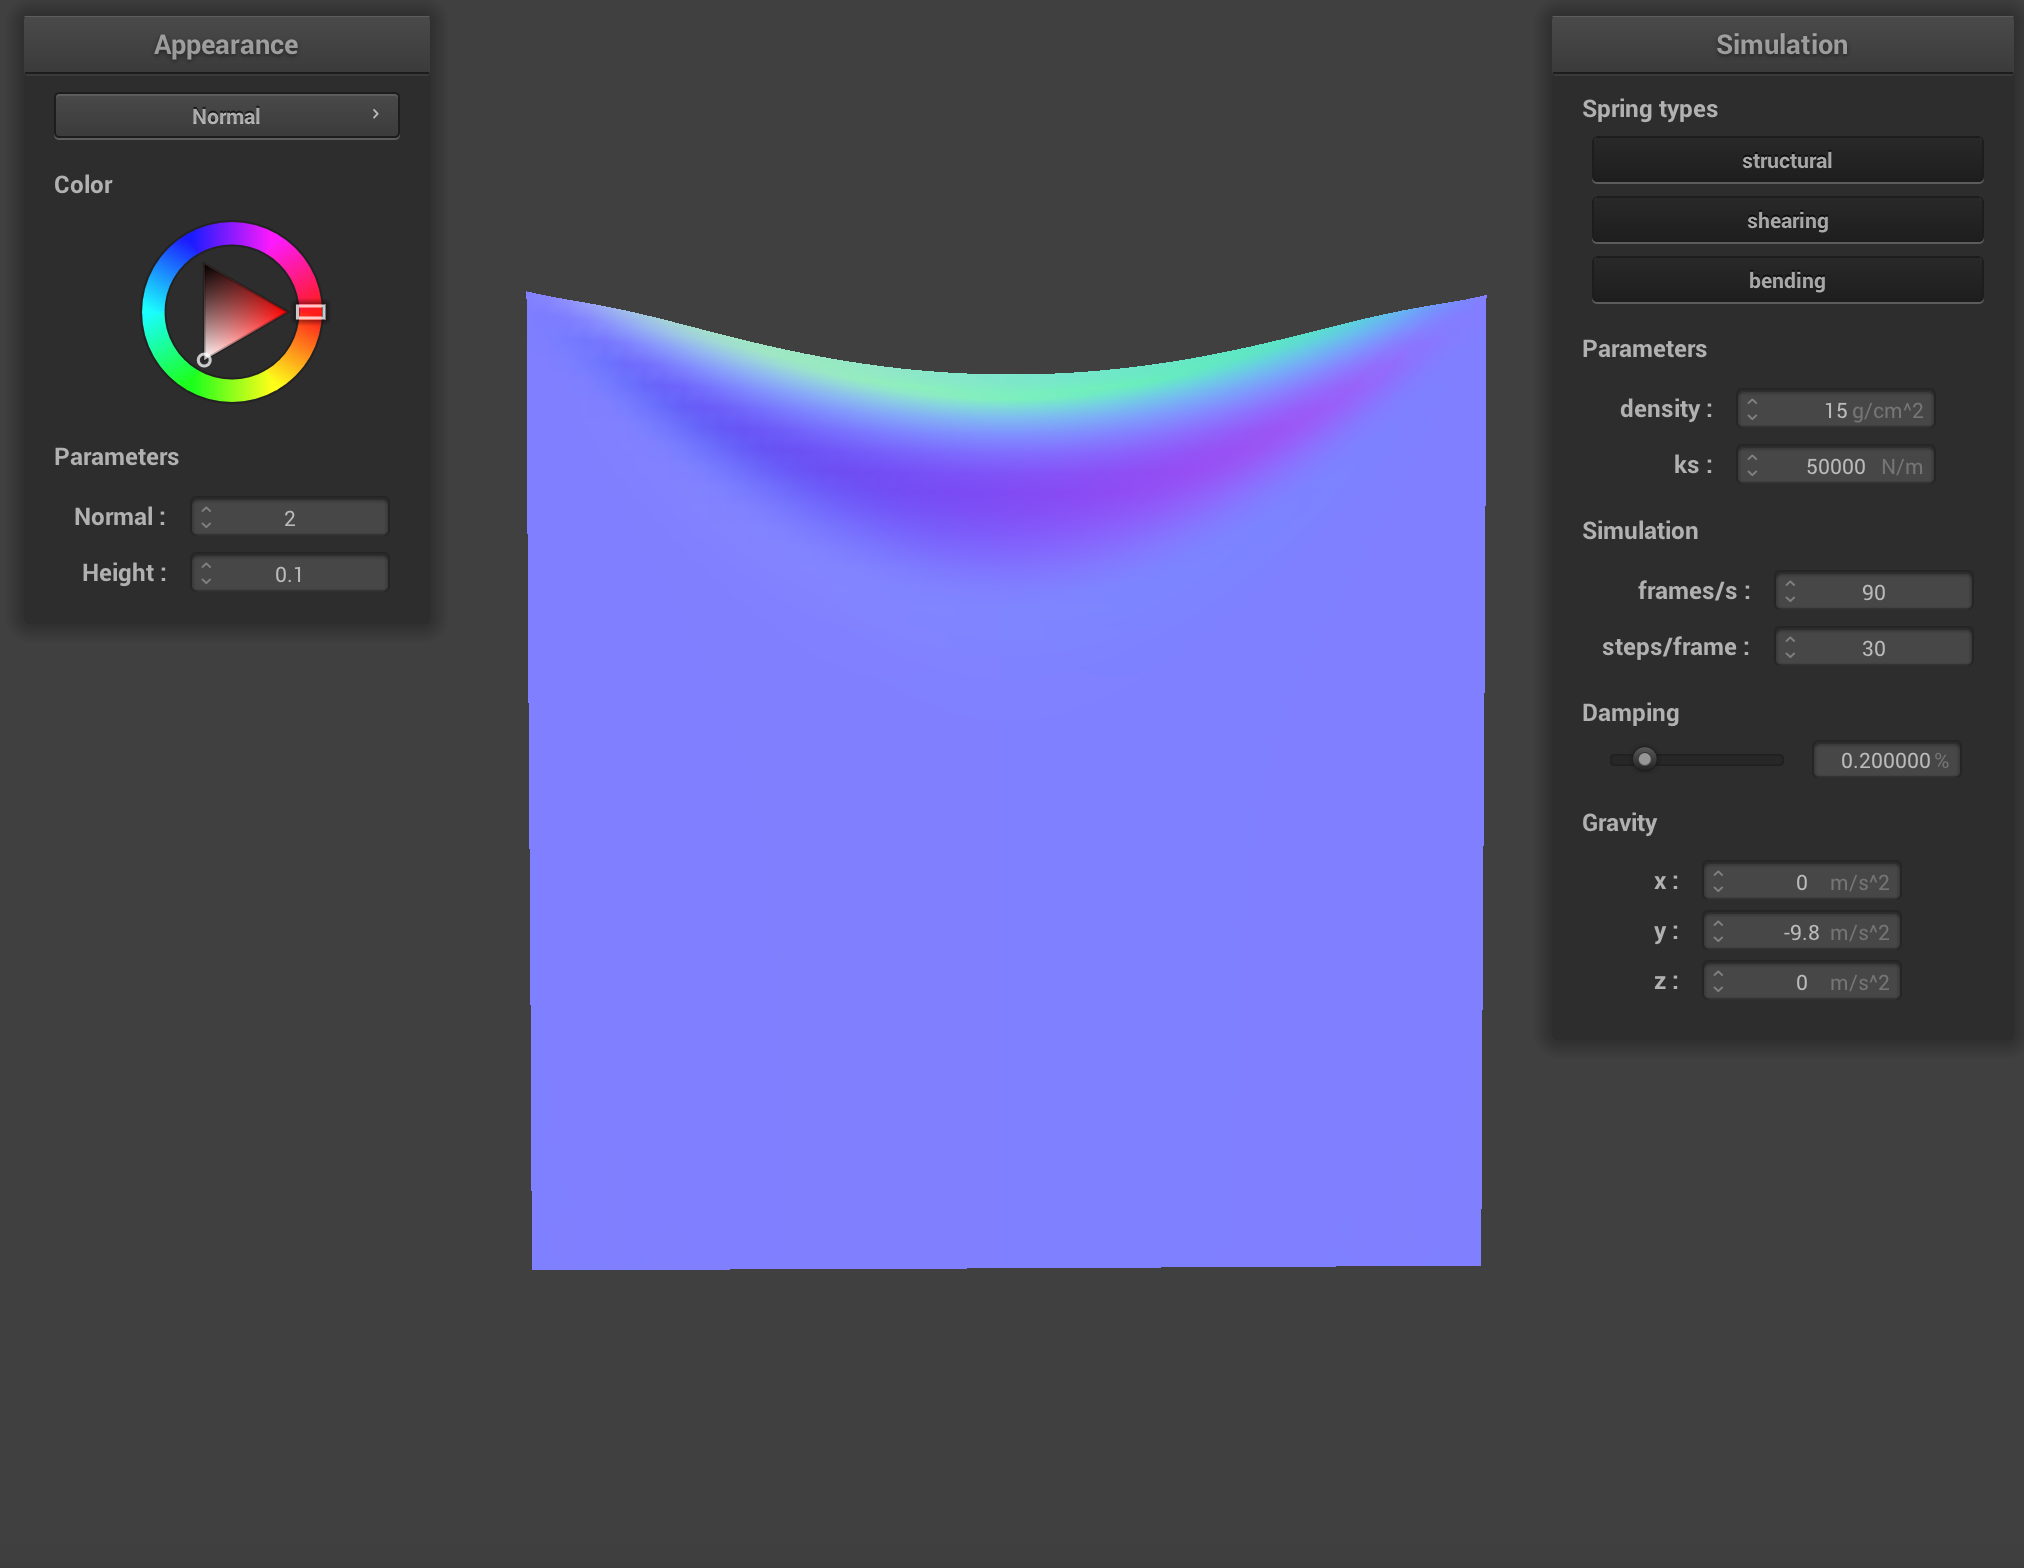 Appearance
Normal
Color
Parameters
Normal :
2
Height :
0.1
Simulation
Spring types
structural
shearing
bending
Parameters
density :
15 g/cm^2
ks :
50000 N/m
Simulation
frames/s :
90
steps/frame :
30
Damping
0.200000 %
Gravity
x :
0 m/s^2
y :
-9.8 m/s^2
z :
0 m/s^2